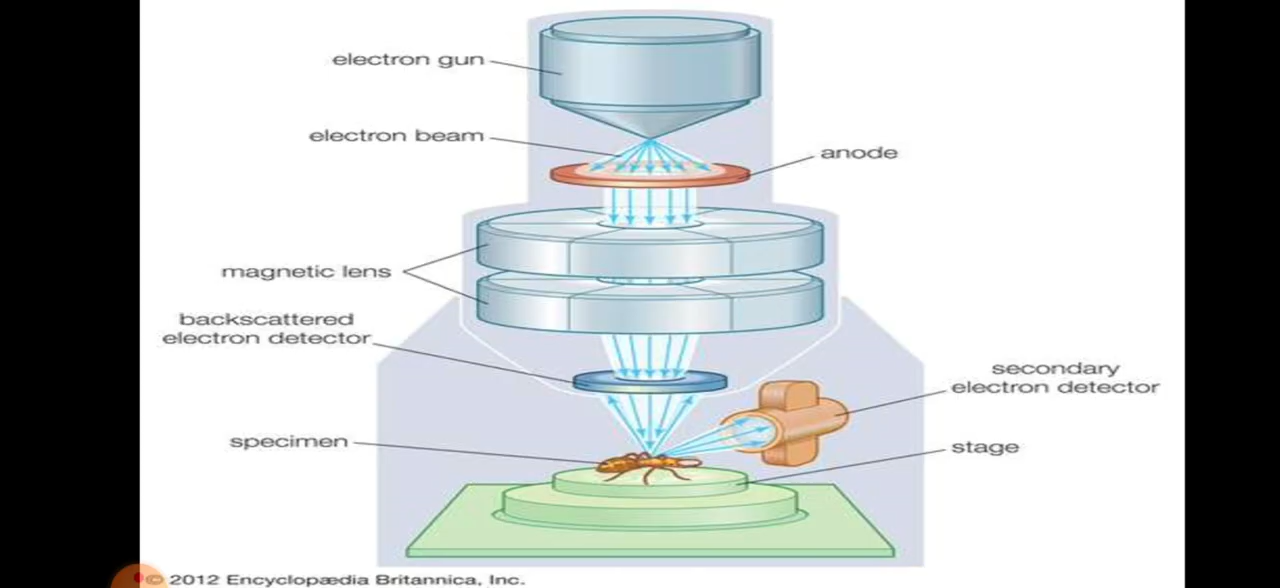 electron gun
electron beam
anode
magnetic lens
backscattered
electron detector
secondary
electron detector
specimen
stage
© 2012 Encyclopædia Britannica, Inc.